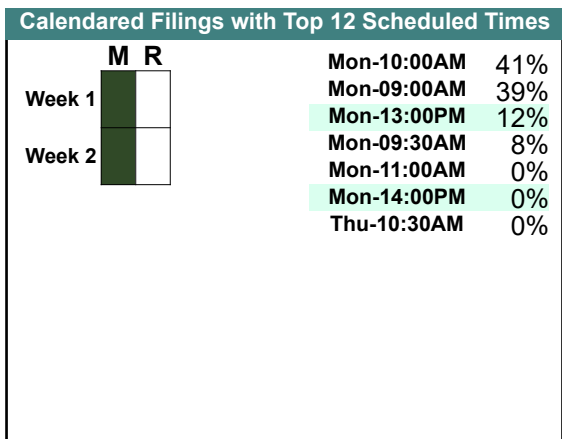 Calendared Filings with Top 12 Scheduled Times
M R
Week 1
Week 2
Mon-10:00AM 41%
Mon-09:00AM 39%
Mon-13:00PM 12%
Mon-09:30AM 8%
Mon-11:00AM 0%
Mon-14:00PM 0%
Thu-10:30AM 0%